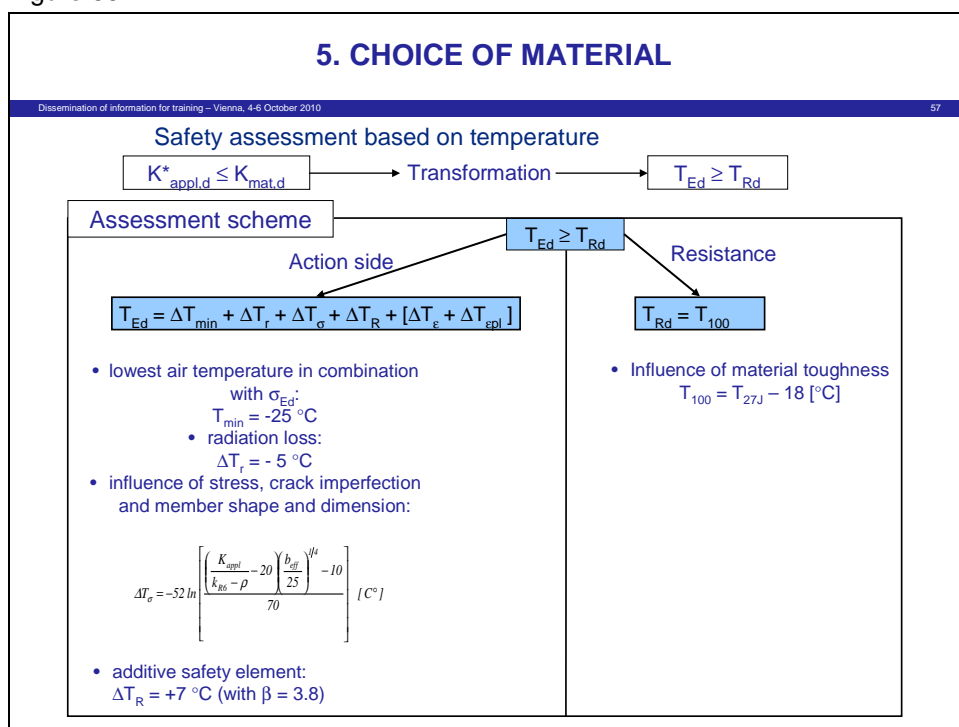 5. CHOICE OF MATERIAL
Dissemination of information for training – Vienna, 4-6 October 2010 57
Safety assessment based on temperature
K*appl,d ≤ Kmat,d Transformation TEd ≥ TRd
Assessment scheme
TEd ≥ TRd
Action side
Resistance
TEd = ΔTmin + ΔTr + ΔTσ + ΔTR + [ΔTε + ΔTεpl ]
TRd = T100
• lowest air temperature in combination
with σEd:
Tmin = -25 °C
• radiation loss:
ΔTr = - 5 °C
• influence of stress, crack imperfection
and member shape and dimension:
ΔTσ = −52 ln [ ( ( Kappl / kR6 − ρ − 20 ) ( beff / 25 )^1/4 − 10 ) / 70 ] [ C° ]
• additive safety element:
ΔTR = +7 °C (with β = 3.8)
• Influence of material toughness
T100 = T27J – 18 [°C]